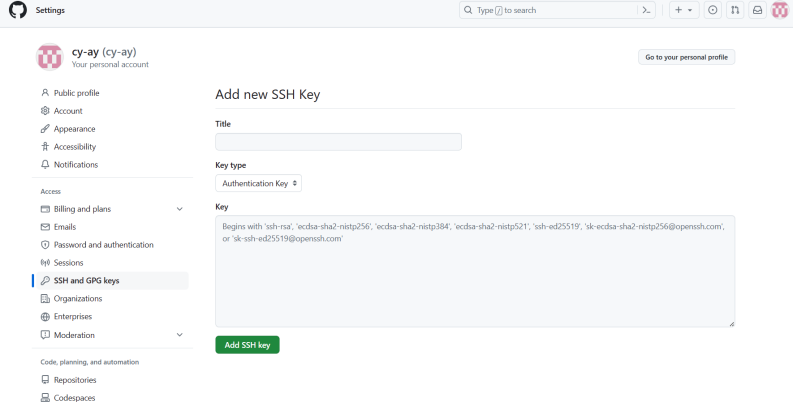 Settings
Type / to search
cy-ay (cy-ay)
Your personal account
Go to your personal profile
Public profile
Account
Appearance
Accessibility
Notifications
Access
Billing and plans
Emails
Password and authentication
Sessions
SSH and GPG keys
Organizations
Enterprises
Moderation
Code, planning, and automation
Repositories
Codespaces
Add new SSH Key
Title
Key type
Authentication Key
Key
Begins with 'ssh-rsa', 'ecdsa-sha2-nistp256', 'ecdsa-sha2-nistp384', 'ecdsa-sha2-nistp521', 'ssh-ed25519', 'sk-ecdsa-sha2-nistp256@openssh.com',
or 'sk-ssh-ed25519@openssh.com'
Add SSH key